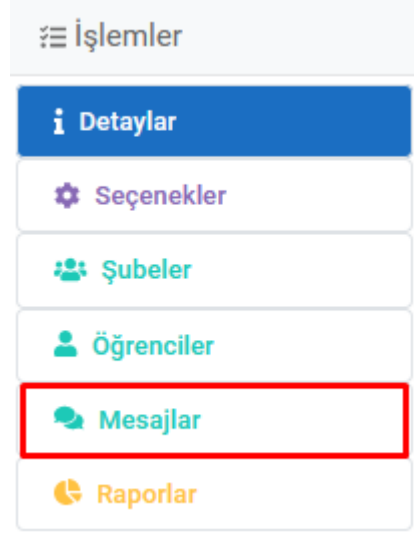 İşlemler
Detaylar
Seçenekler
Şubeler
Öğrenciler
Mesajlar
Raporlar